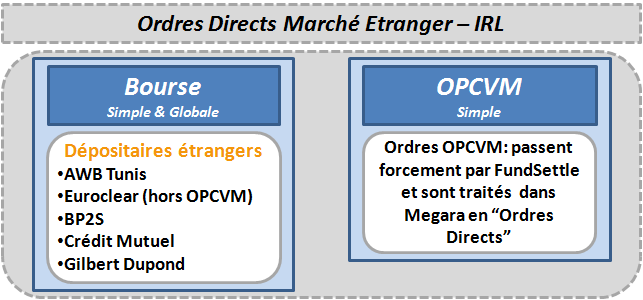 Ordres Directs Marché Etranger – IRL
Bourse
Simple & Globale
Dépositaires étrangers
•AWB Tunis
•Euroclear (hors OPCVM)
•BP2S
•Crédit Mutuel
•Gilbert Dupond
OPCVM
Simple
Ordres OPCVM: passent
forcement par FundSettle
et sont traités dans
Megara en “Ordres
Directs”